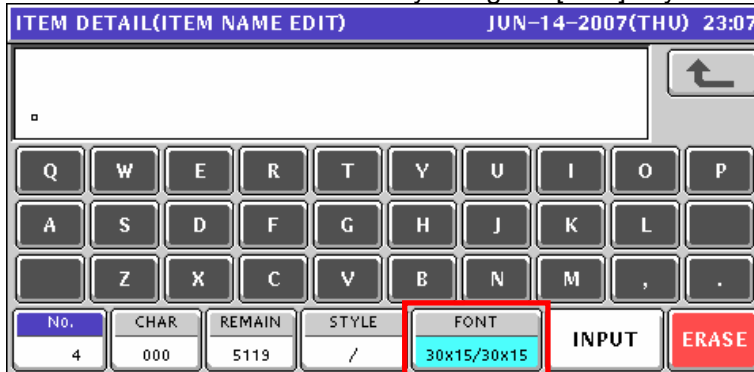 ITEM DETAIL(ITEM NAME EDIT) JUN-14-2007(THU) 23:07
Q W E R T Y U I O P
A S D F G H J K L
Z X C V B N M , .
No. CHAR REMAIN STYLE FONT INPUT ERASE
4 000 5119 / 30x15/30x15